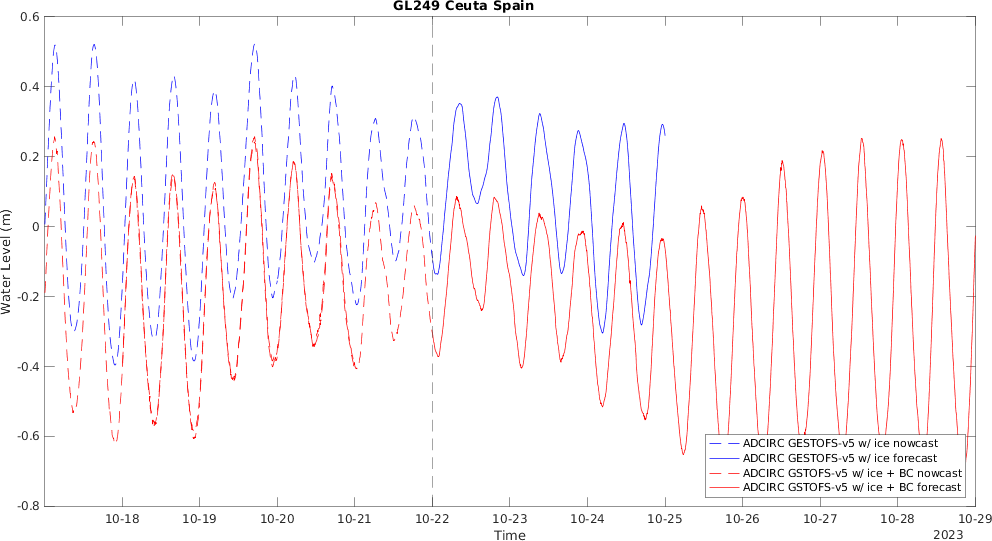 GL249 Ceuta Spain
0.6
0.4
0.2
0
-0.2
-0.4
-0.6
-0.8
Water Level (m)
ADCIRC GESTOFS-v5 w/ ice nowcast
ADCIRC GESTOFS-v5 w/ ice forecast
ADCIRC GSTOFS-v5 w/ ice + BC nowcast
ADCIRC GSTOFS-v5 w/ ice + BC forecast
10-18 10-19 10-20 10-21 10-22 10-23 10-24 10-25 10-26 10-27 10-28 10-29
Time
2023